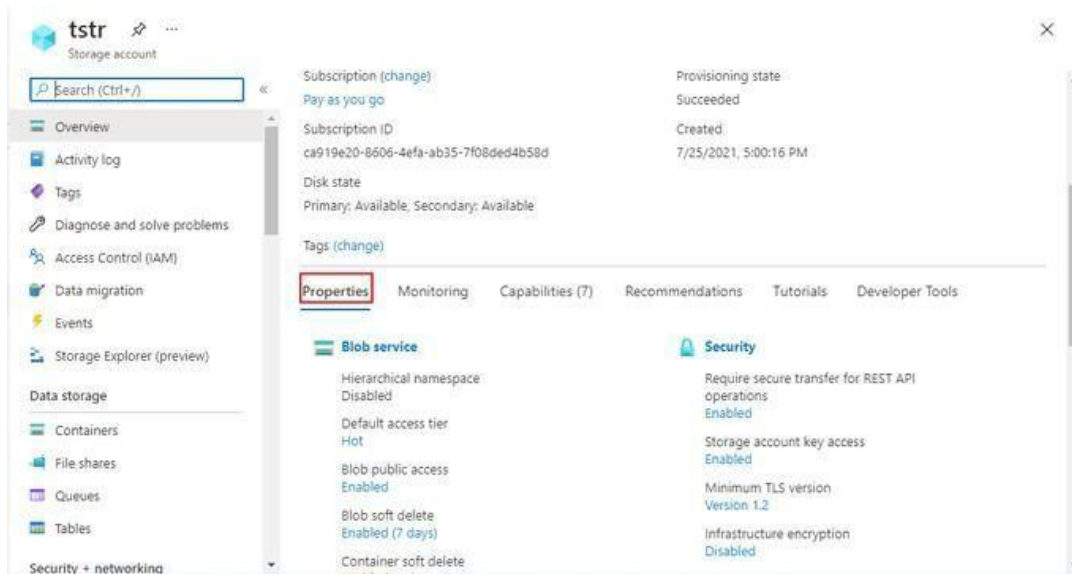 tstr
Storage account
Search (Ctrl+/)
Overview
Activity log
Tags
Diagnose and solve problems
Access Control (IAM)
Data migration
Events
Storage Explorer (preview)
Data storage
Containers
File shares
Queues
Tables
Security + networking
Subscription (change)
Pay as you go
Subscription ID
ca919e20-8606-4efa-ab35-7f08ded4b58d
Disk state
Primary: Available, Secondary: Available
Tags (change)
Provisioning state
Succeeded
Created
7/25/2021, 5:00:16 PM
Properties Monitoring Capabilities (7) Recommendations Tutorials Developer Tools
Blob service
Hierarchical namespace
Disabled
Default access tier
Hot
Blob public access
Enabled
Blob soft delete
Enabled (7 days)
Container soft delete
Security
Require secure transfer for REST API
operations
Enabled
Storage account key access
Enabled
Minimum TLS version
Version 1.2
Infrastructure encryption
Disabled